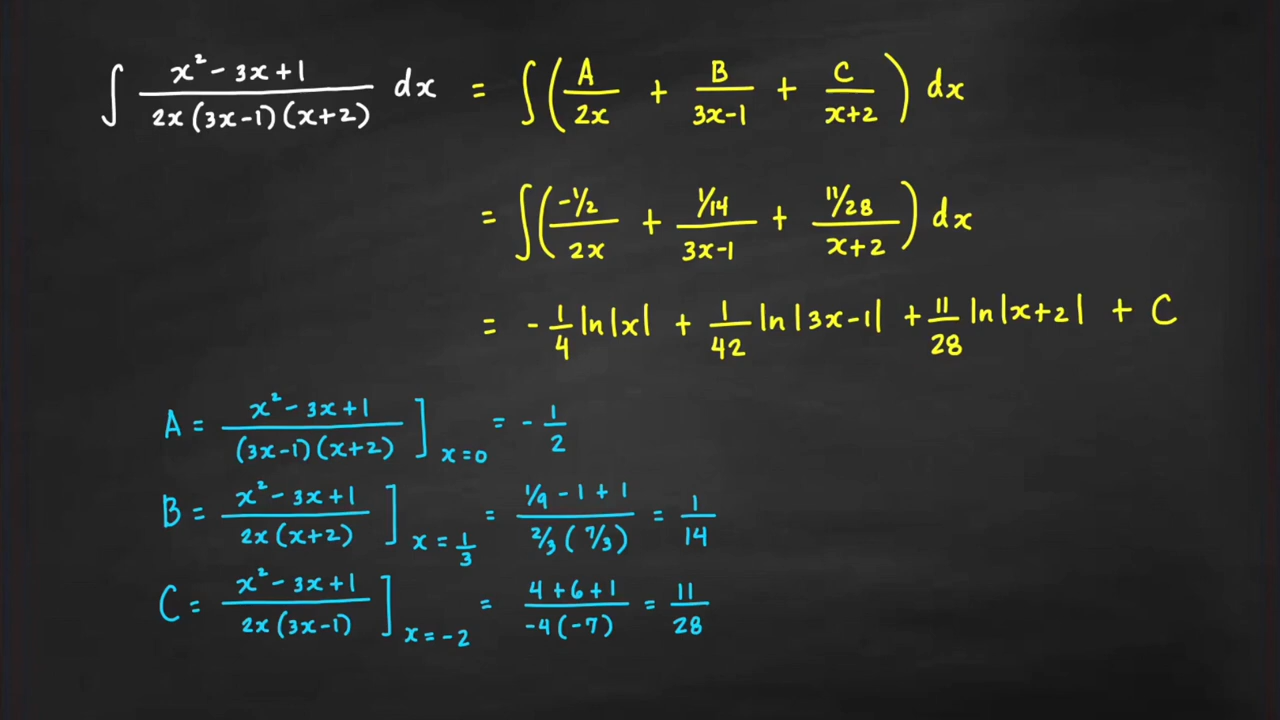 ∫ (x² - 3x + 1)/(2x(3x-1)(x+2)) dx = ∫ (A/2x + B/(3x-1) + C/(x+2)) dx
= ∫ ((-1/2)/2x + (1/14)/(3x-1) + (11/28)/(x+2)) dx
= -1/4 ln|x| + 1/42 ln|3x-1| + 11/28 ln|x+2| + C
A = (x² - 3x + 1)/((3x-1)(x+2)) ]x=0 = -1/2
B = (x² - 3x + 1)/(2x(x+2)) ]x=1/3 = (1/9 - 1 + 1)/(2/3(7/3)) = 1/14
C = (x² - 3x + 1)/(2x(3x-1)) ]x=-2 = (4+6+1)/(-4(-7)) = 11/28